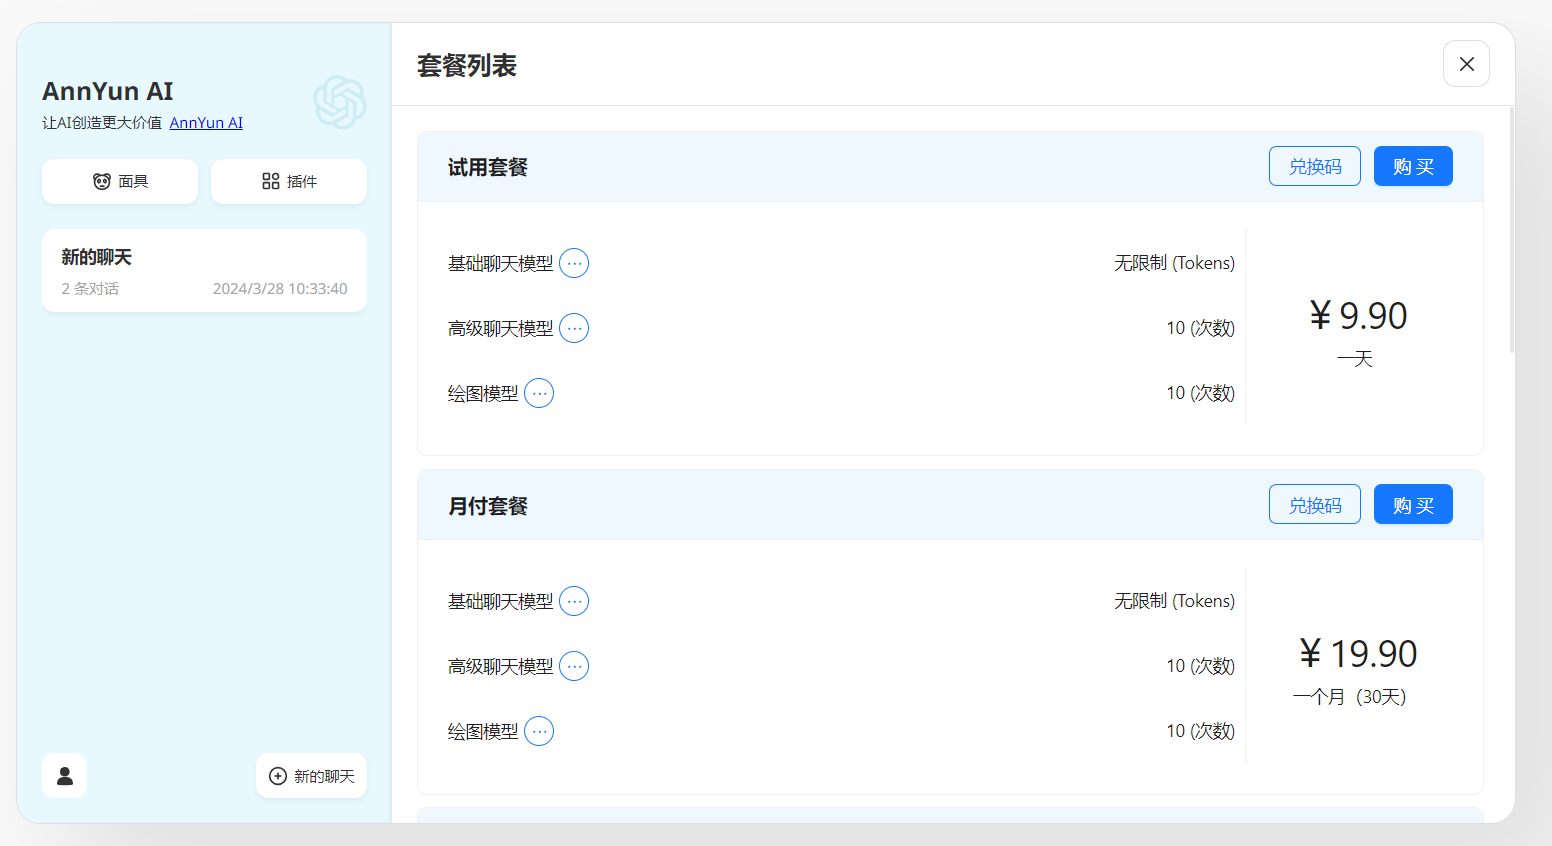 AnnYun AI
让AI创造更大价值 AnnYun AI
面具
插件
新的聊天
2 条对话
2024/3/28 10:33:40
新的聊天
套餐列表
试用套餐
兑换码
购 买
基础聊天模型
无限制 (Tokens)
高级聊天模型
10 (次数)
绘图模型
10 (次数)
¥ 9.90
一天
月付套餐
兑换码
购 买
基础聊天模型
无限制 (Tokens)
高级聊天模型
10 (次数)
绘图模型
10 (次数)
¥ 19.90
一个月（30天）